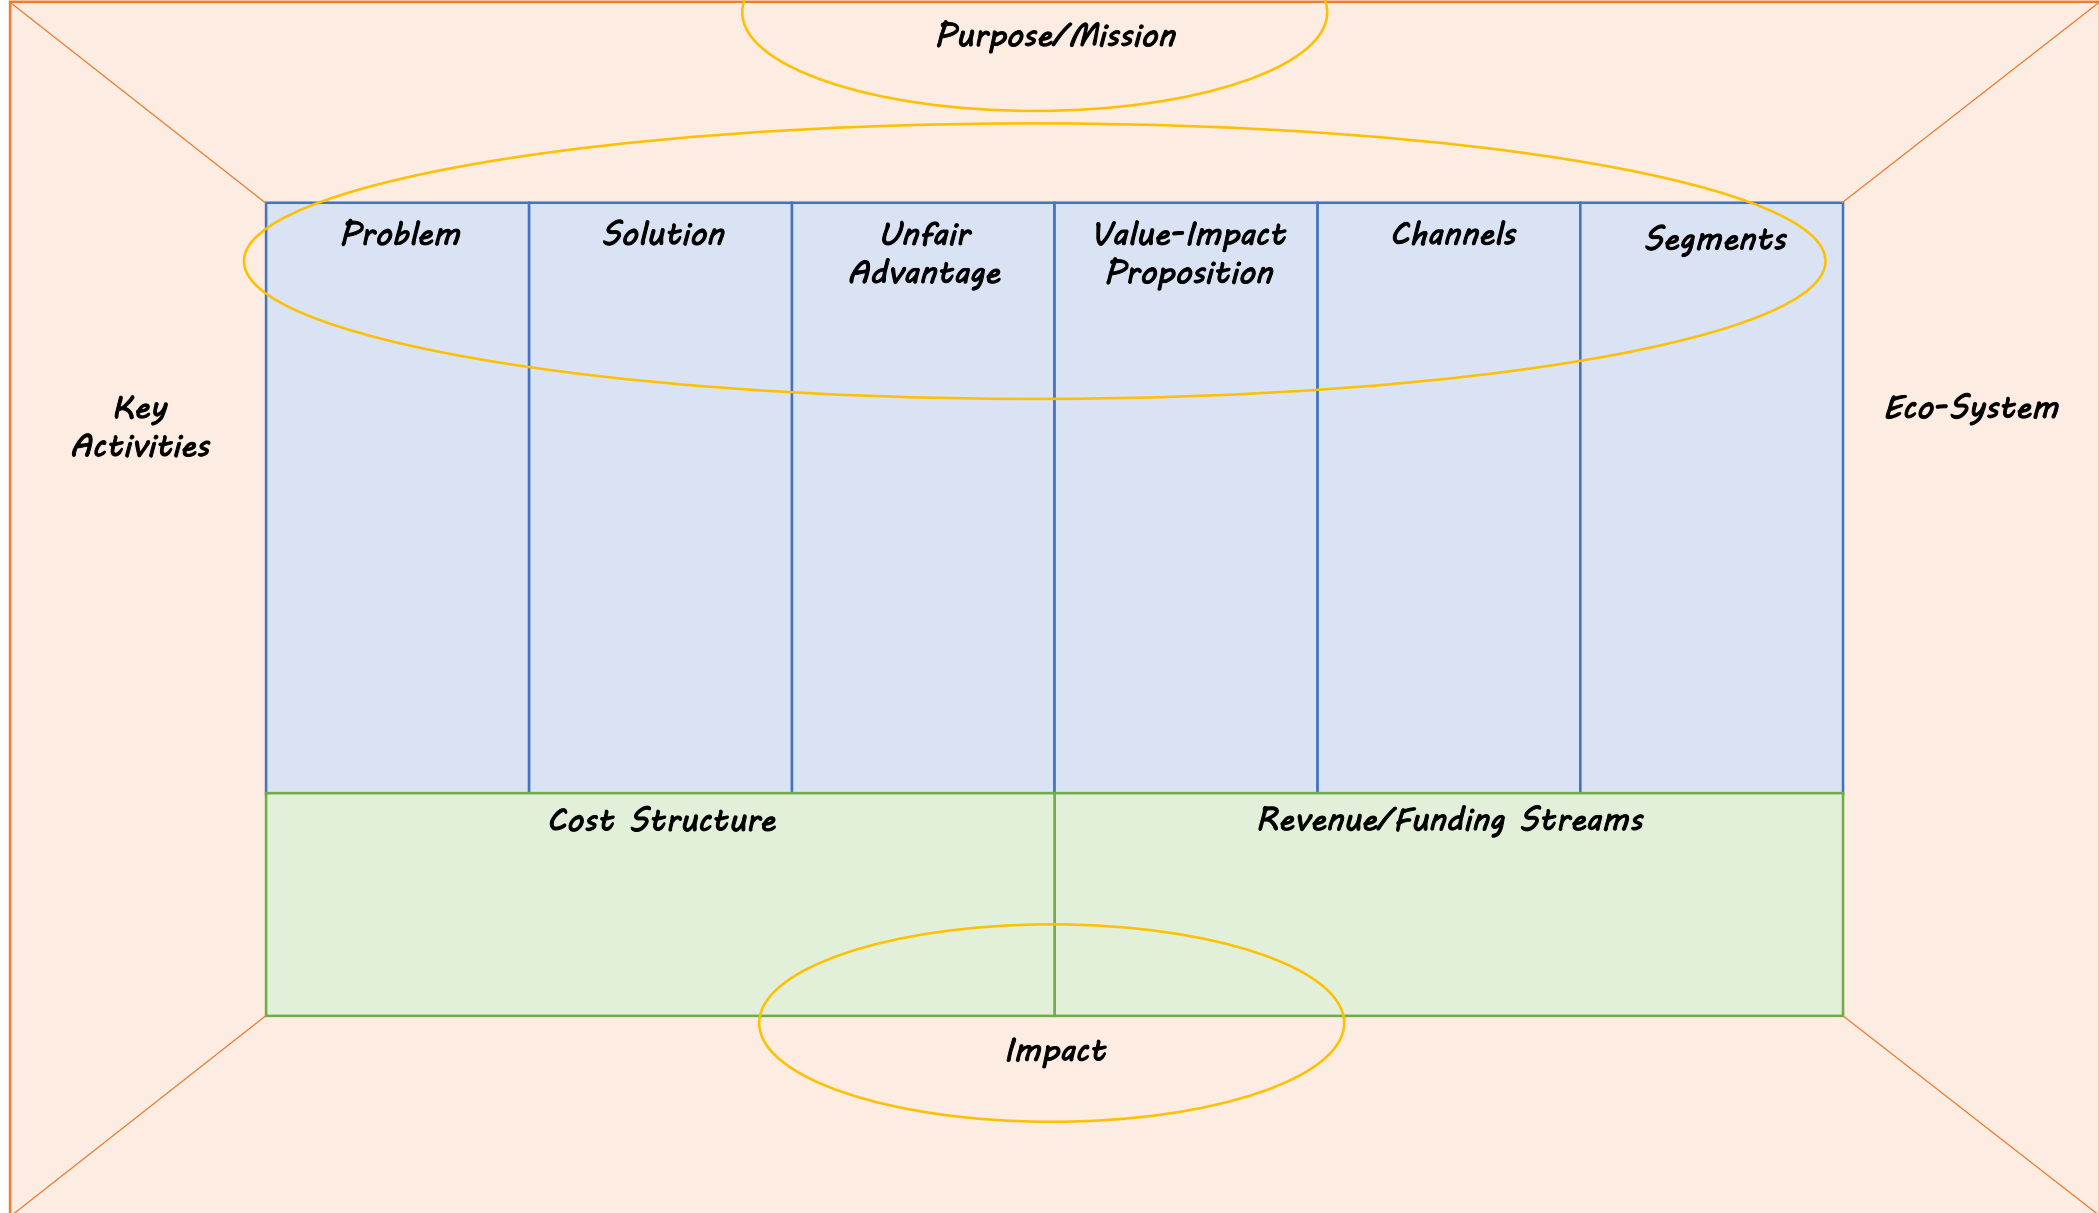 Purpose/Mission
Problem
Solution
Unfair
Advantage
Value-Impact
Proposition
Channels
Segments
Key
Activities
Eco-System
Cost Structure
Revenue/Funding Streams
Impact